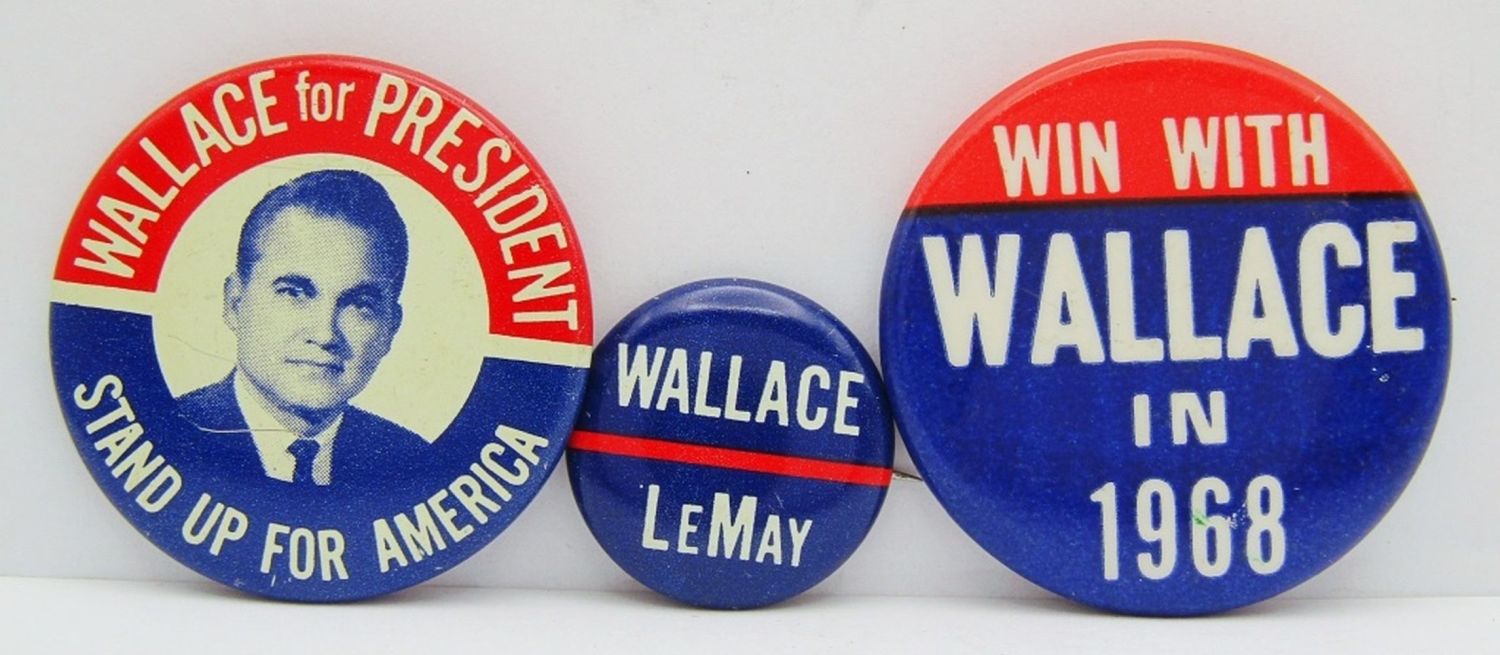 WALLACE for PRESIDENT
STAND UP FOR AMERICA
WALLACE
LEMAY
WIN WITH
WALLACE
IN
1968